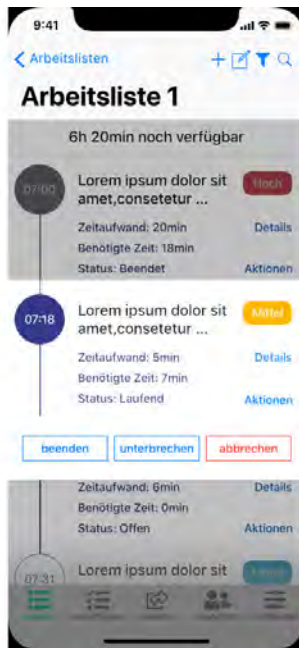 9:41
Arbeitslisten
Arbeitsliste 1
6h 20min noch verfügbar
07:00
Lorem ipsum dolor sit
Hoch
amet,consetetur ...
Zeitaufwand: 20min
Details
Benötigte Zeit: 18min
Status: Beendet
Aktionen
07:18
Lorem ipsum dolor sit
Mittel
amet,consetetur ...
Zeitaufwand: 5min
Details
Benötigte Zeit: 7min
Status: Laufend
Aktionen
beenden
unterbrechen
abbrechen
Zeitaufwand: 6min
Details
Benötigte Zeit: 0min
Status: Offen
Aktionen
07:31
Lorem ipsum dolor sit